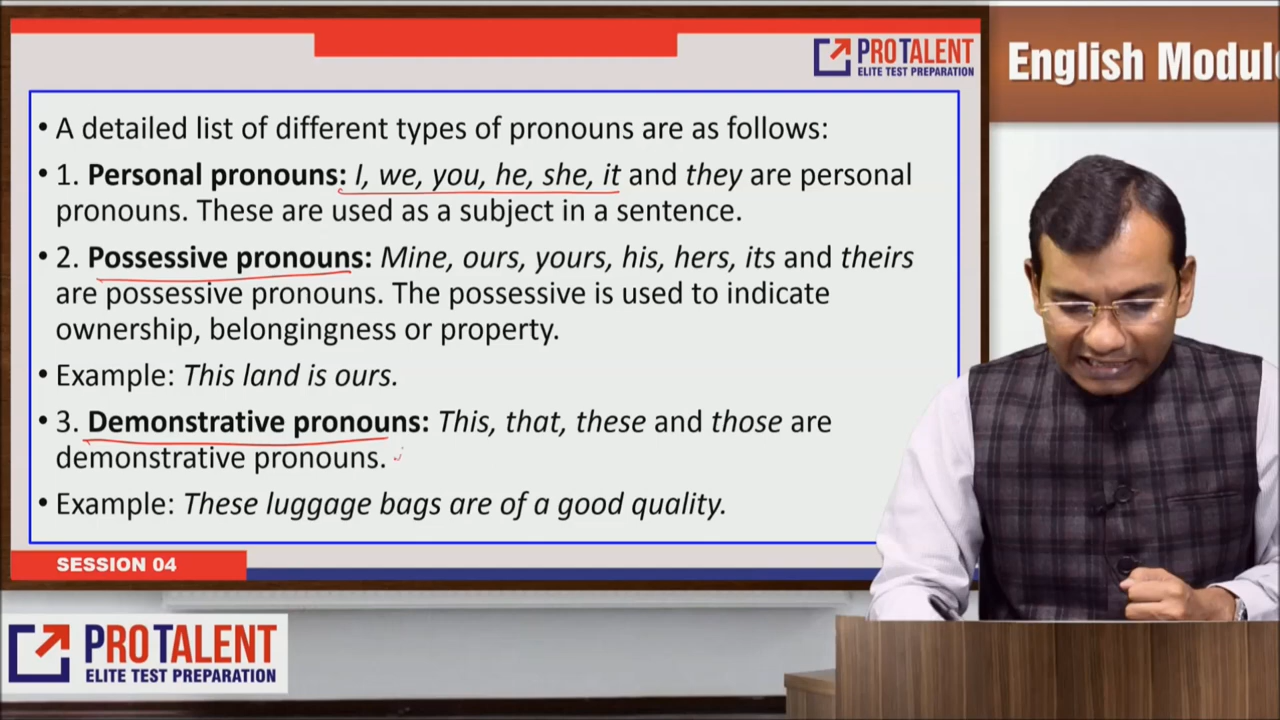 PROTALENT
ELITE TEST PREPARATION
English Module
• A detailed list of different types of pronouns are as follows:
• 1. Personal pronouns: I, we, you, he, she, it and they are personal
pronouns. These are used as a subject in a sentence.
• 2. Possessive pronouns: Mine, ours, yours, his, hers, its and theirs
are possessive pronouns. The possessive is used to indicate
ownership, belongingness or property.
• Example: This land is ours.
• 3. Demonstrative pronouns: This, that, these and those are
demonstrative pronouns.
• Example: These luggage bags are of a good quality.
SESSION 04
PROTALENT
ELITE TEST PREPARATION